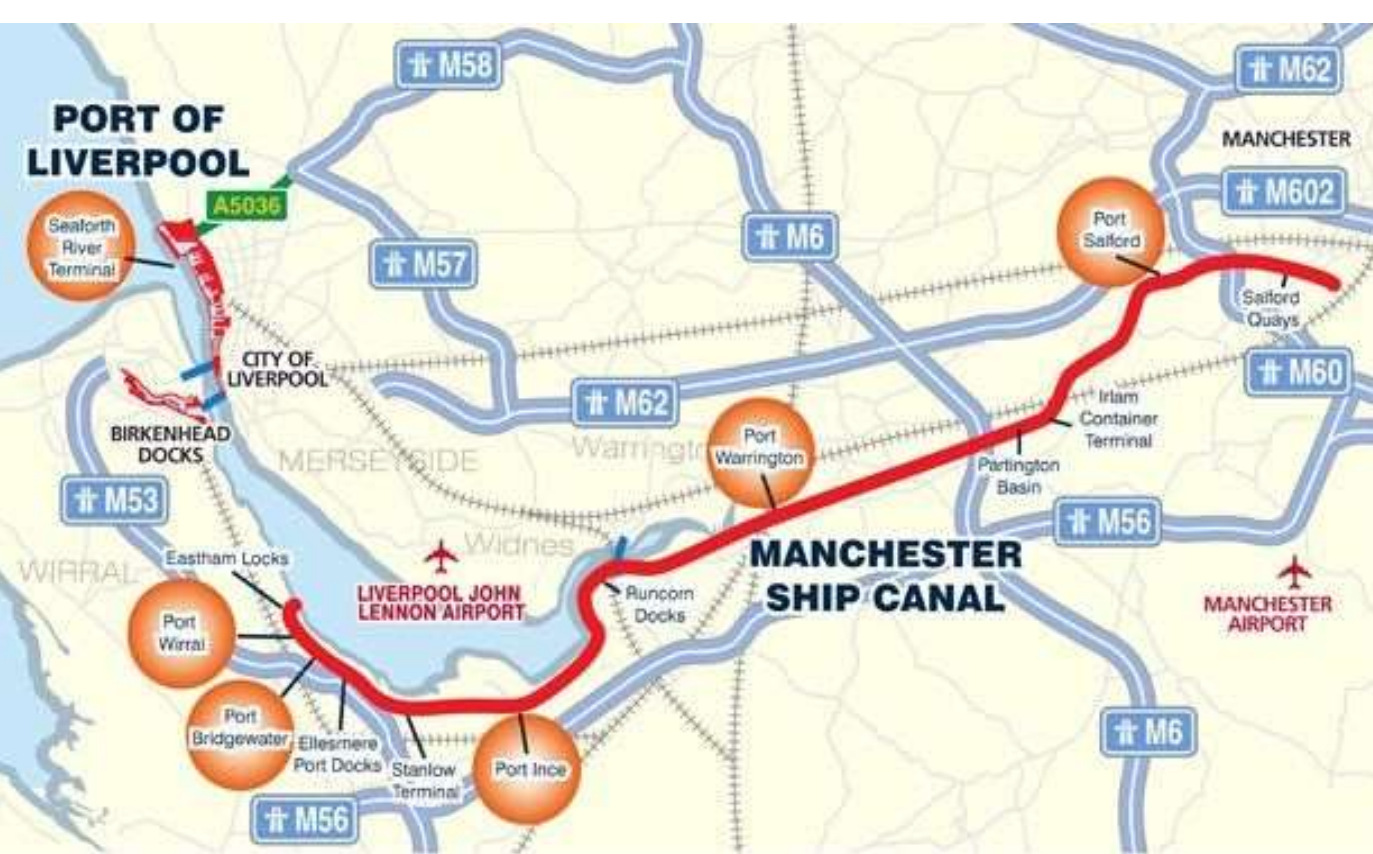 M58
M62
PORT OF
LIVERPOOL
MANCHESTER
A5036
M602
Seaforth
River
Terminal
Port
Salford
M6
M57
Salford
Quays
CITY OF
LIVERPOOL
M60
M62
Irlam
Container
Terminal
BIRKENHEAD
DOCKS
MERSEYSIDE
Port
Warrington
Partington
Basin
M53
M56
Eastham Locks
Widnes
WIRRAL
MANCHESTER
SHIP CANAL
LIVERPOOL JOHN
LENNON AIRPORT
Runcorn
Docks
MANCHESTER
AIRPORT
Port
Wirral
Port
Bridgewater
Ellesmere
Port Docks
Stanlow
Terminal
Port Ince
M6
M56